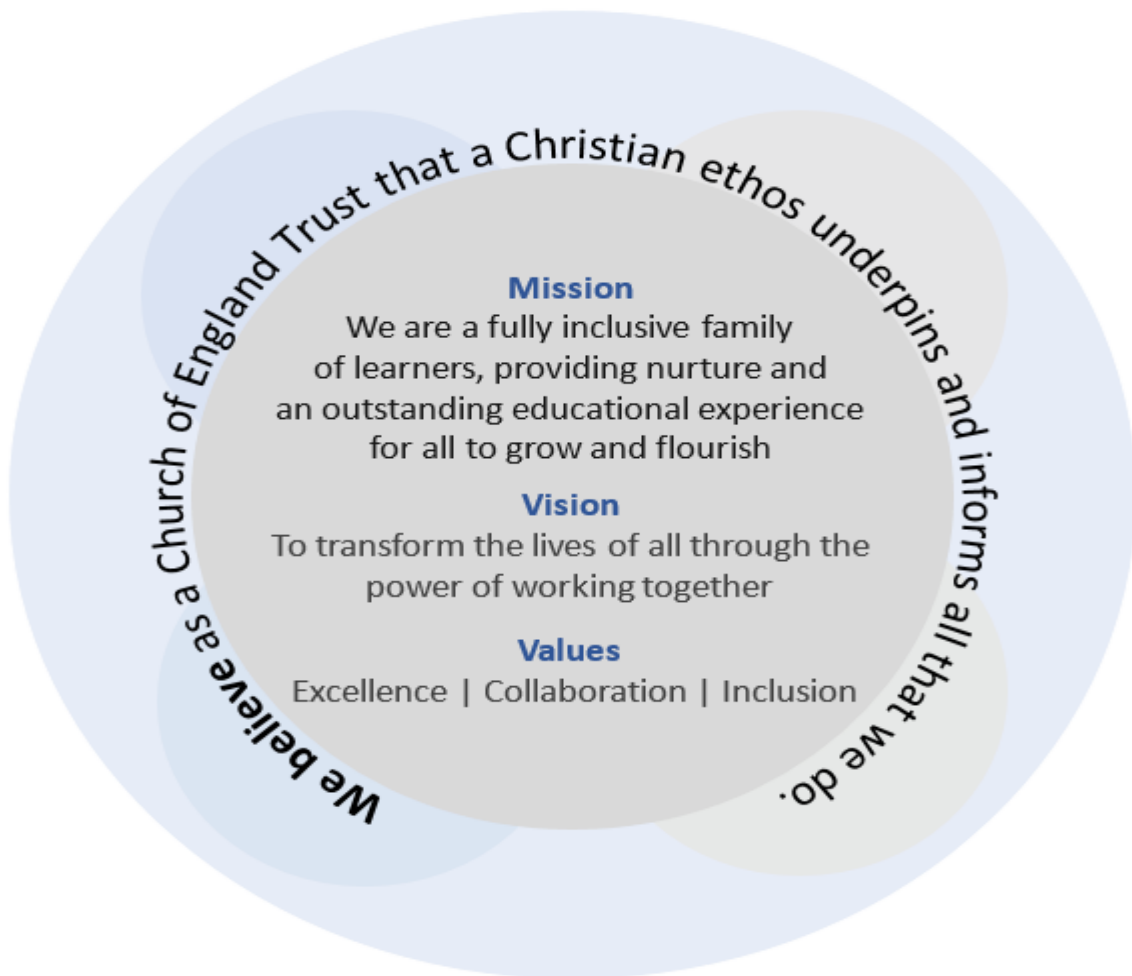 We believe as a Church of England Trust that a Christian ethos underpins and informs all that we do.
Mission
We are a fully inclusive family
of learners, providing nurture and
an outstanding educational experience
for all to grow and flourish
Vision
To transform the lives of all through the
power of working together
Values
Excellence | Collaboration | Inclusion